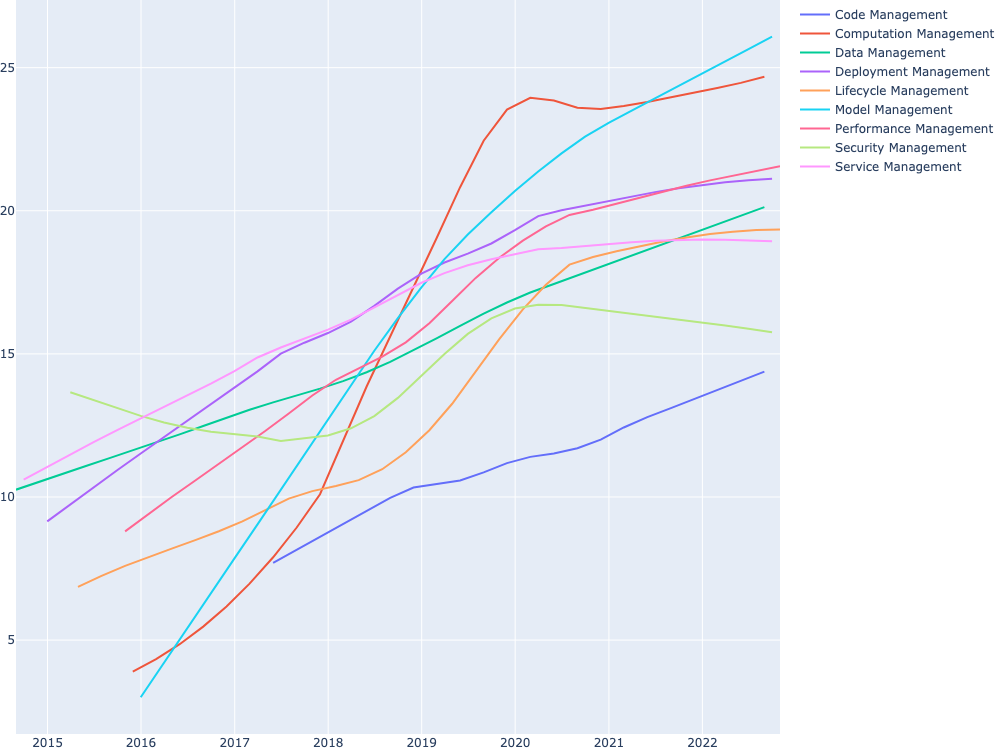 25
20
15
10
5
2015 2016 2017 2018 2019 2020 2021 2022
Code Management
Computation Management
Data Management
Deployment Management
Lifecycle Management
Model Management
Performance Management
Security Management
Service Management